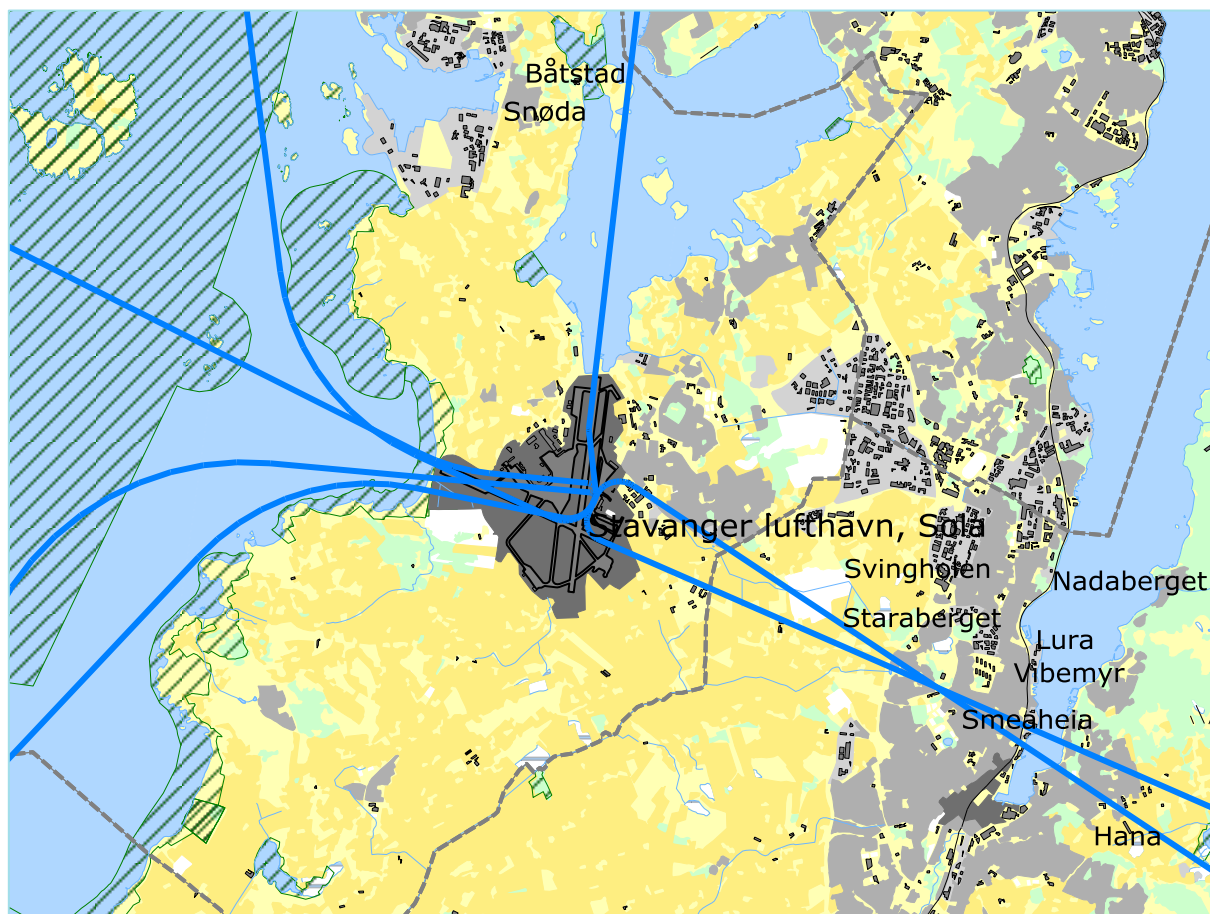 Båtstad
Snøda
Stavanger lufthavn, Sola
Svingholen
Nadaberget
Staraberget
Lura
Vibemyr
Smeaheia
Hana